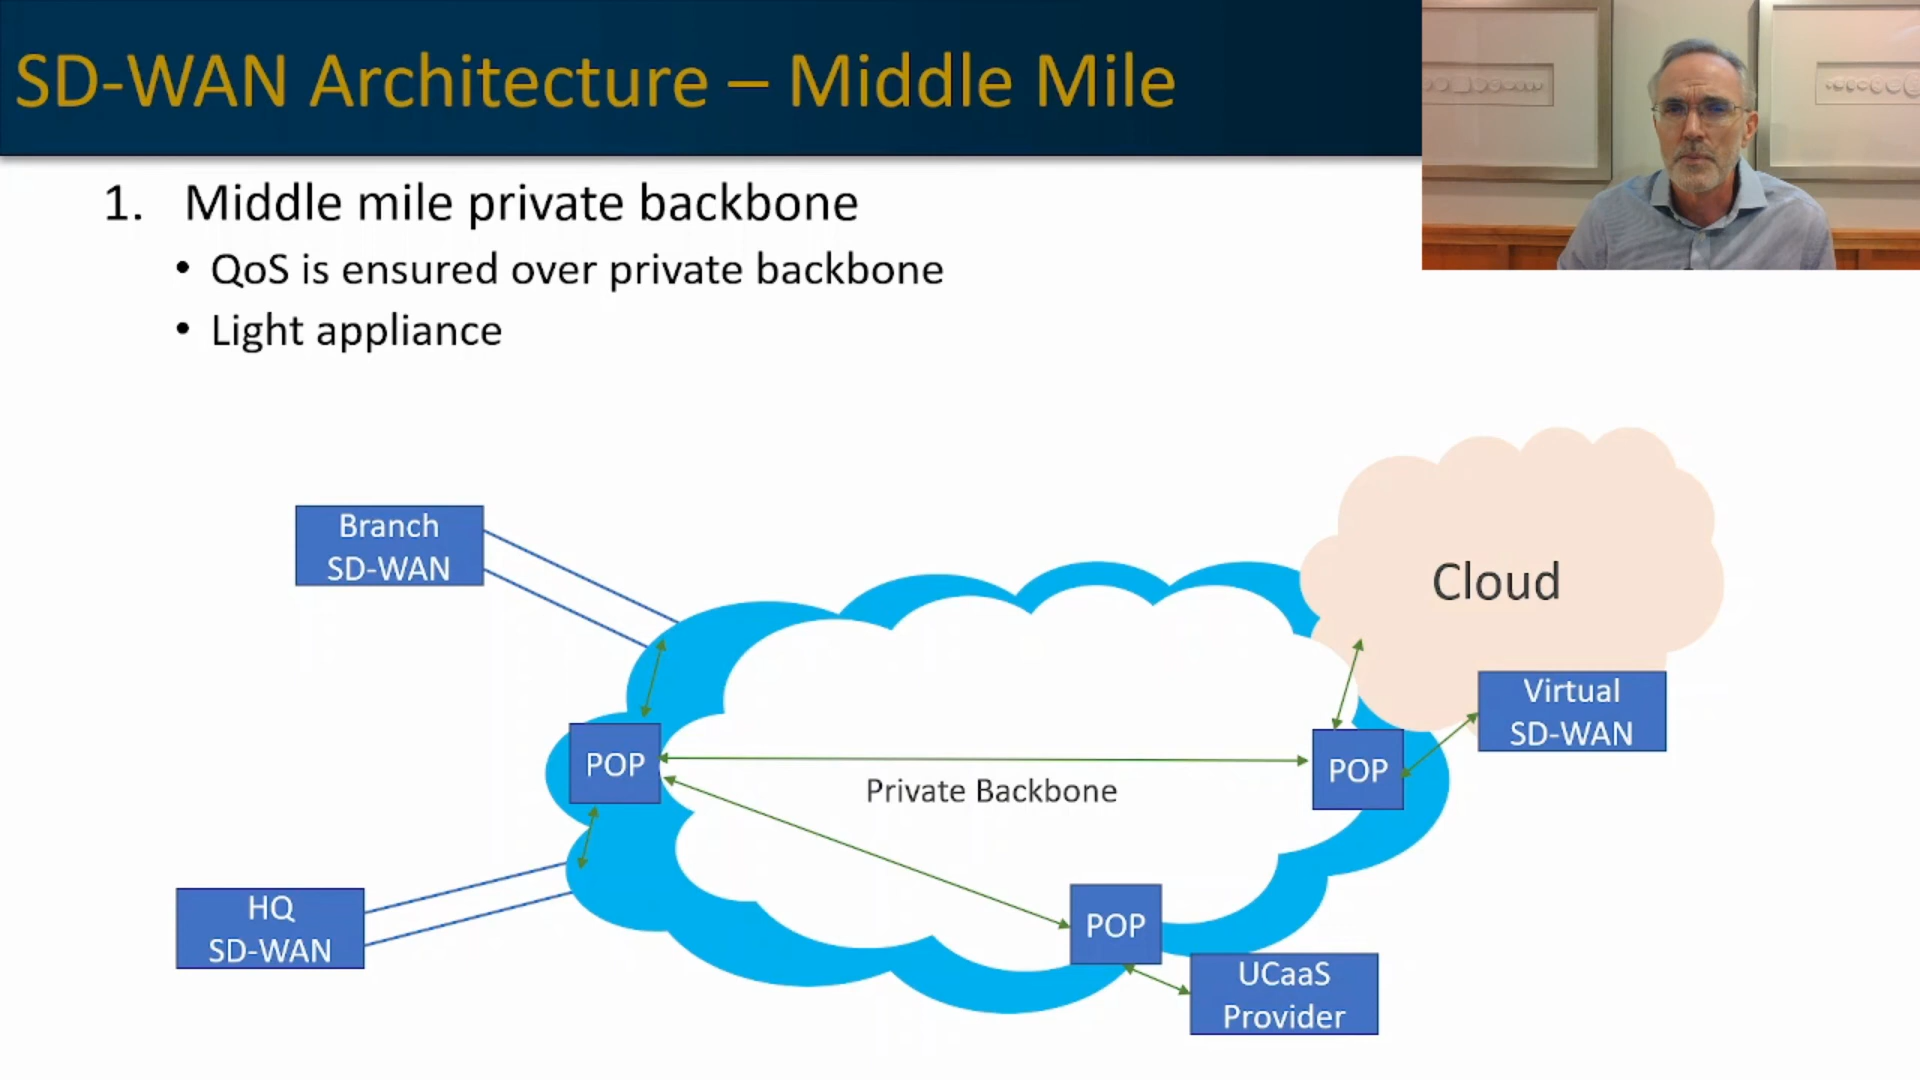 SD-WAN Architecture – Middle Mile
1. Middle mile private backbone
• QoS is ensured over private backbone
• Light appliance
Branch
SD-WAN
Cloud
Virtual
SD-WAN
POP
POP
Private Backbone
HQ
SD-WAN
POP
UCaaS
Provider